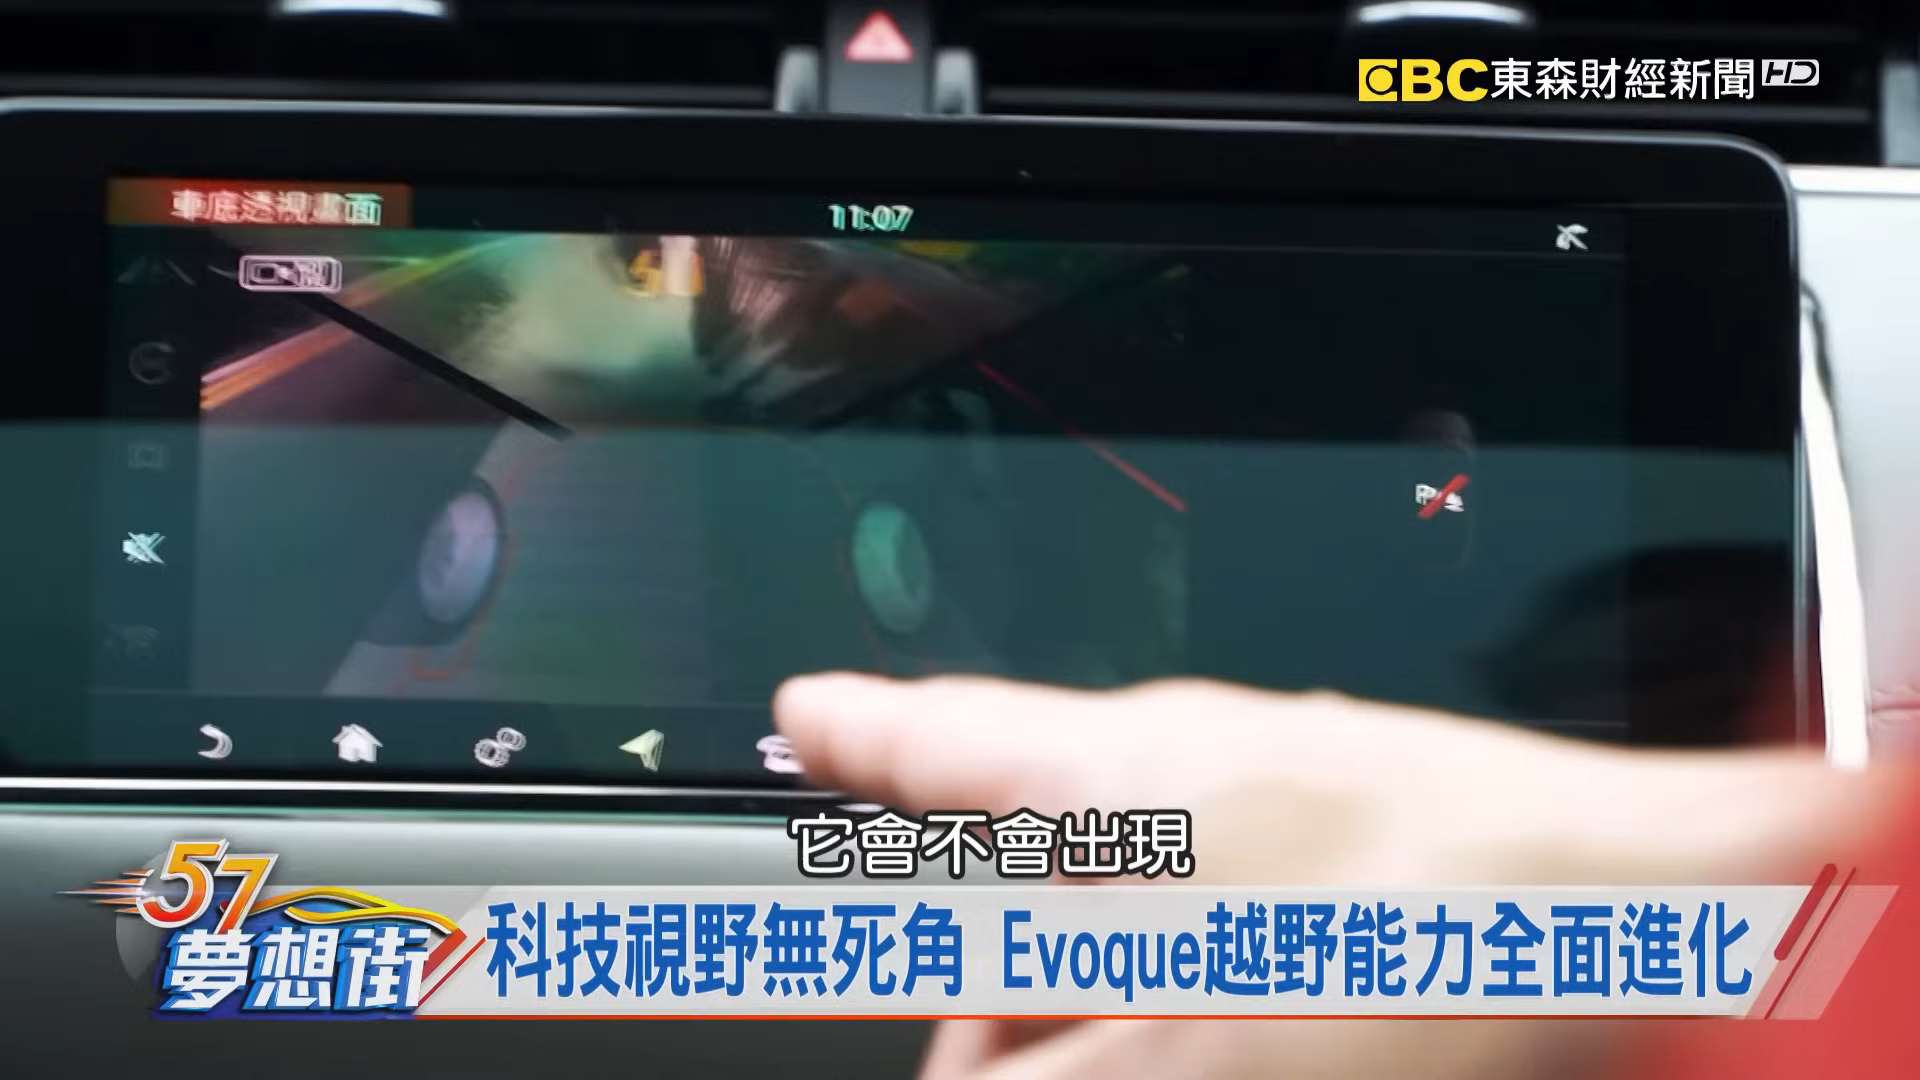 EBC東森財經新聞HD
車底透視畫面
11:07
57
它會不會出現
57夢想街
科技視野無死角 Evoque越野能力全面進化